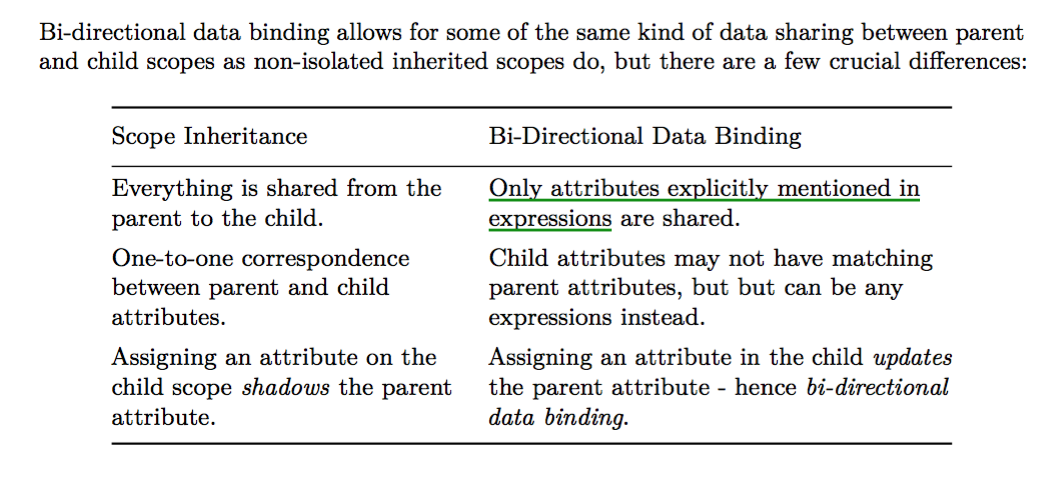 Bi-directional data binding allows for some of the same kind of data sharing between parent
and child scopes as non-isolated inherited scopes do, but there are a few crucial differences:
Scope Inheritance
Bi-Directional Data Binding
Everything is shared from the
parent to the child.
Only attributes explicitly mentioned in
expressions are shared.
One-to-one correspondence
between parent and child
attributes.
Child attributes may not have matching
parent attributes, but but can be any
expressions instead.
Assigning an attribute on the
child scope shadows the parent
attribute.
Assigning an attribute in the child updates
the parent attribute - hence bi-directional
data binding.